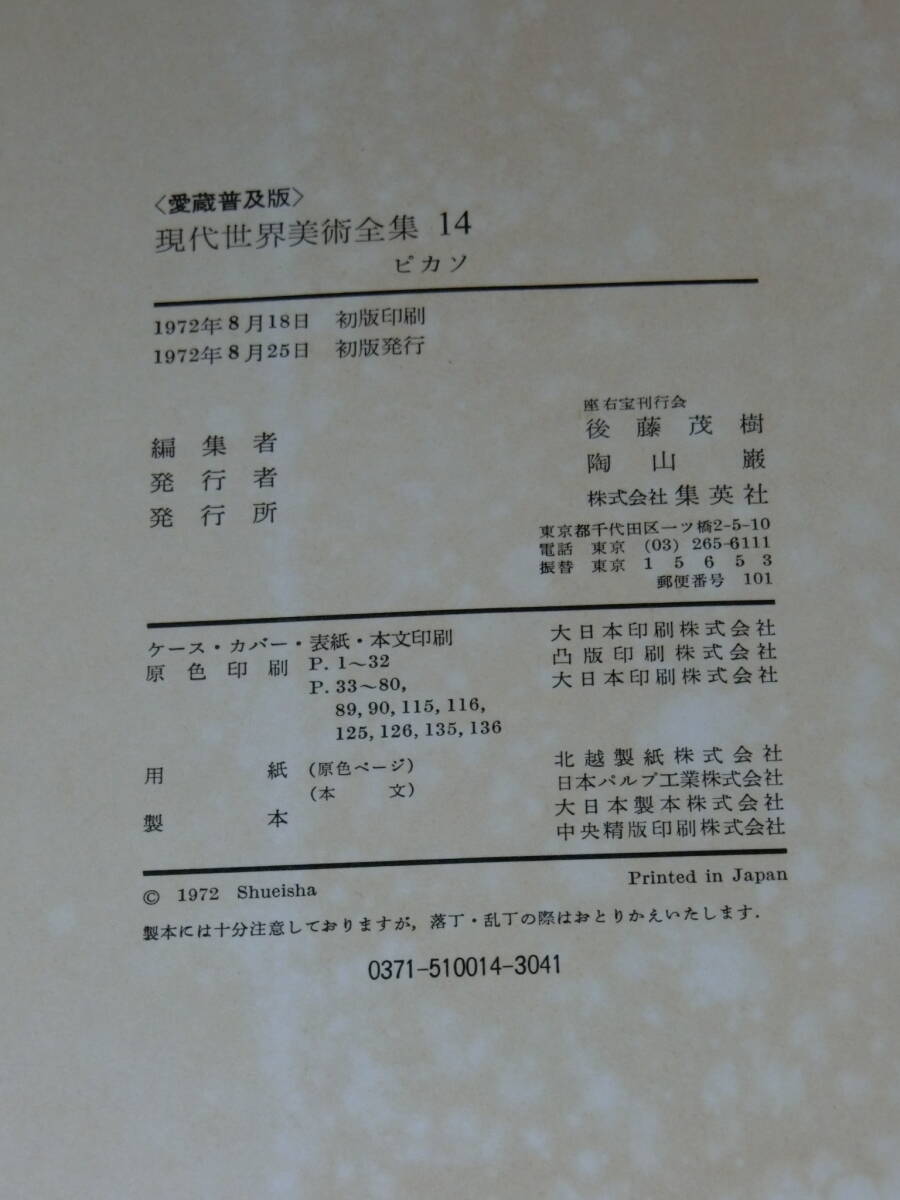 〈愛蔵普及版〉
現代世界美術全集 14
ピカソ
1972年8月18日 初版印刷
1972年8月25日 初版発行
座右宝刊行会
編集者 後藤茂樹
発行者 陶山巌
発行所 株式会社 集英社
東京都千代田区一ツ橋2-5-10
電話 東京 (03) 265-6111
振替 東京 15653
郵便番号 101
ケース・カバー・表紙・本文印刷 大日本印刷株式会社
原色印刷 P.1〜32 凸版印刷株式会社
P.33〜80, 大日本印刷株式会社
89, 90, 115, 116,
125, 126, 135, 136
用紙 (原色ページ) 北越製紙株式会社
(本文) 日本パルプ工業株式会社
製本 大日本製本株式会社
中央精版印刷株式会社
© 1972 Shueisha Printed in Japan
製本には十分注意しておりますが, 落丁・乱丁の際はおとりかえいたします.
0371-510014-3041